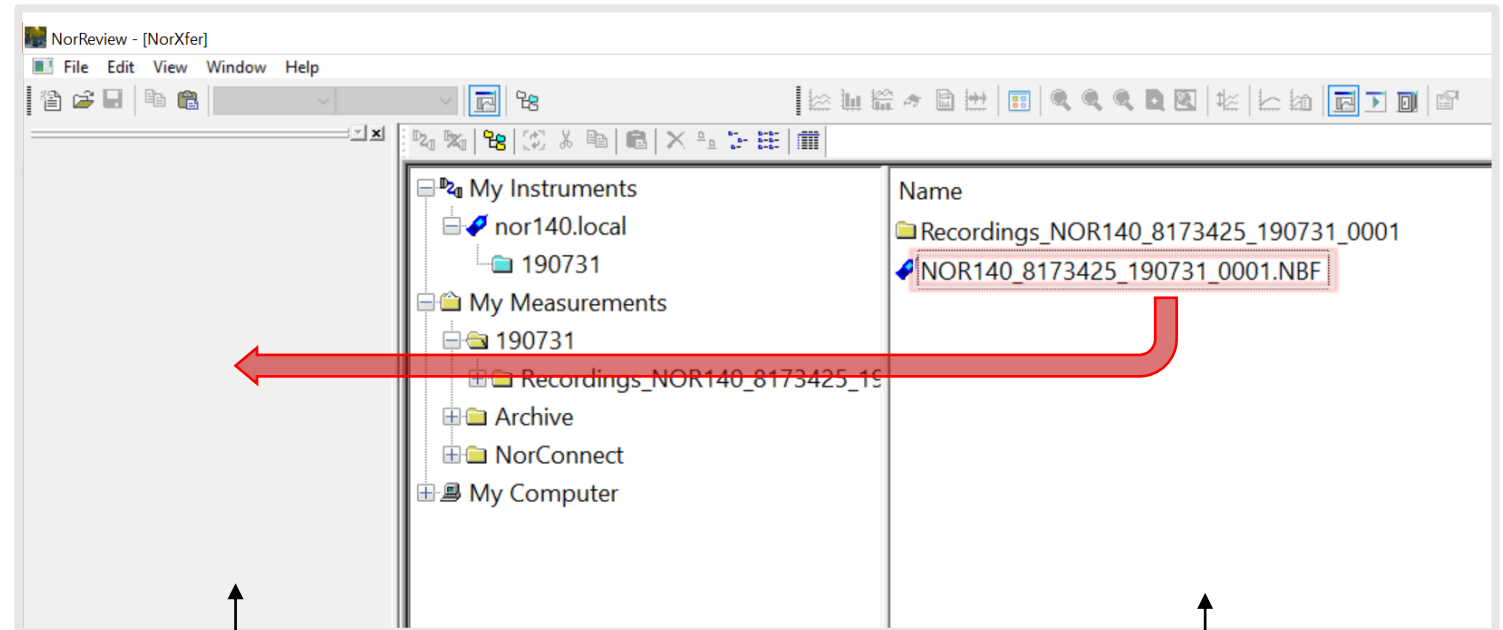 NorReview - [NorXfer]
File Edit View Window Help
My Instruments
nor140.local
190731
My Measurements
190731
Recordings_NOR140_8173425_19
Archive
NorConnect
My Computer
Name
Recordings_NOR140_8173425_190731_0001
NOR140_8173425_190731_0001.NBF